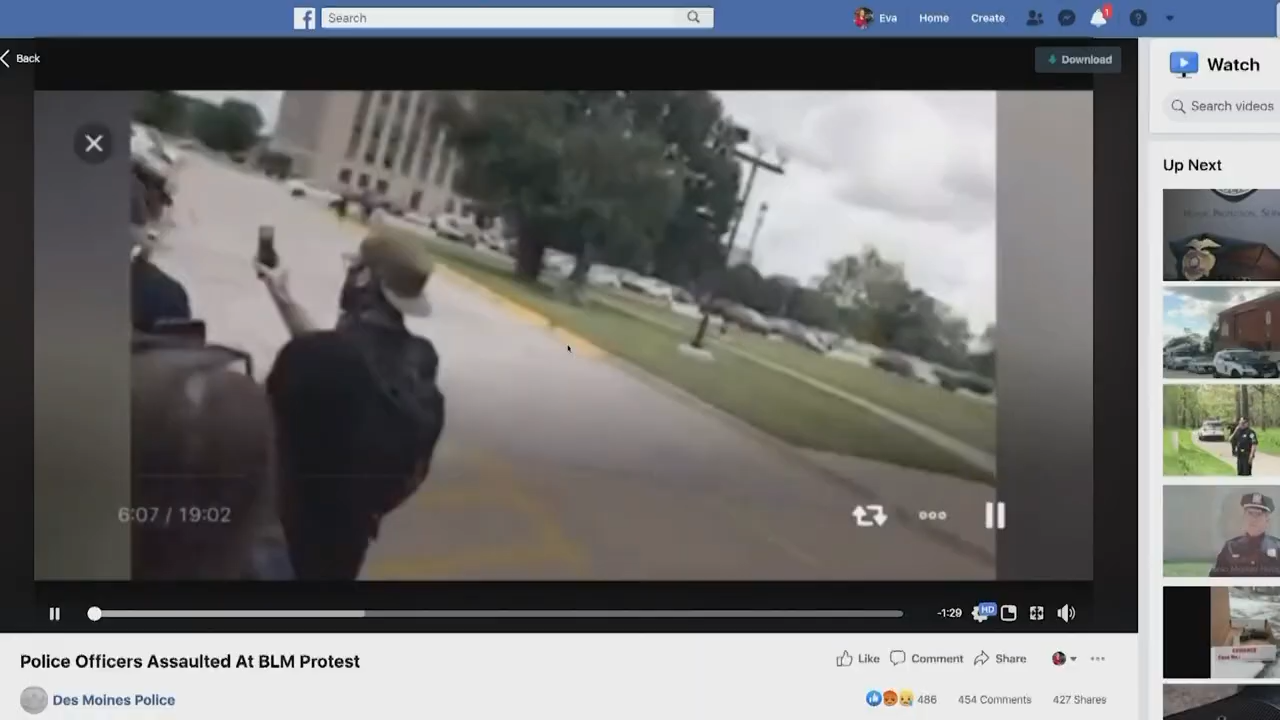 Search
Eva
Home
Create
1
Back
Download
Watch
Search videos
Up Next
6:07 / 19:02
-1:29
HD
Police Officers Assaulted At BLM Protest
Like
Comment
Share
Des Moines Police
486
454 Comments
427 Shares